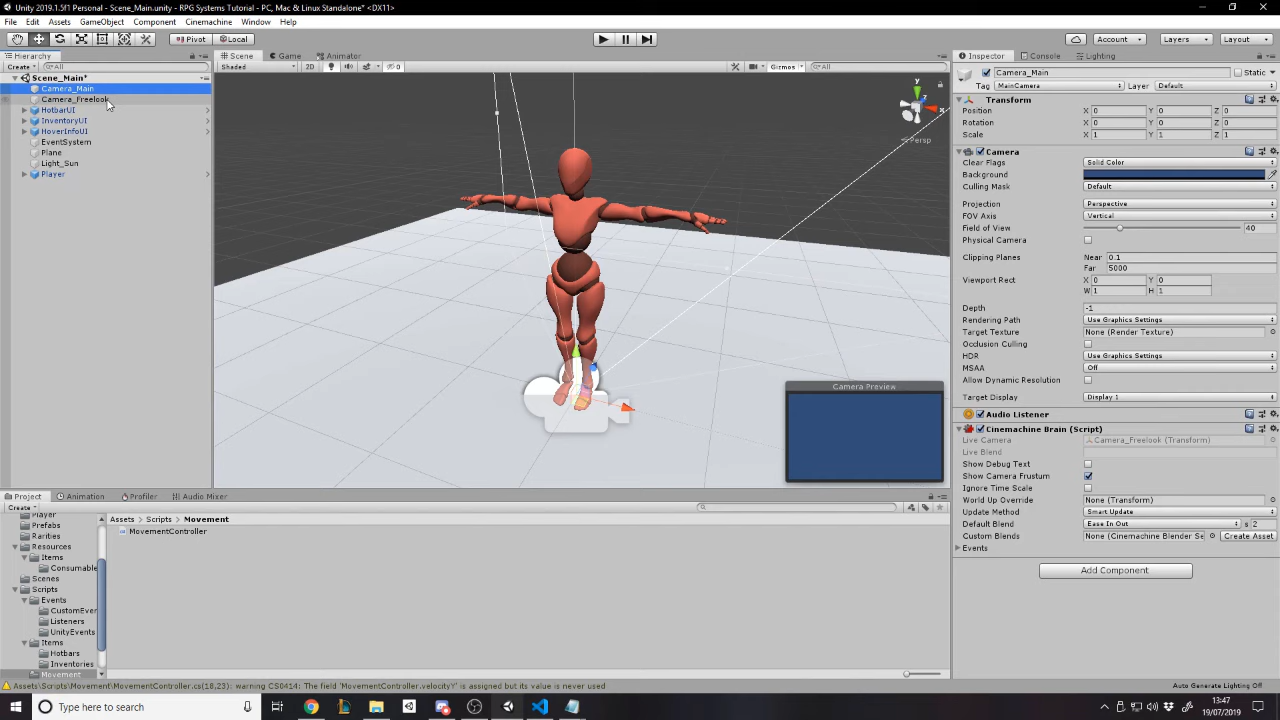 Unity 2019.1.5f1 Personal - Scene_Main.unity - RPG Systems Tutorial - PC, Mac & Linux Standalone* <DX11>
File Edit Assets GameObject Component Cinemachine Window Help
Pivot Local Account Layers Layout
Hierarchy Scene Game Animator Inspector Console Lighting
Create All Shaded 2D 0 Gizmos All
Scene_Main*
Camera_Main
Camera_Freelook
HotbarUI
InventoryUI
HoverInfoUI
EventSystem
Plane
Light_Sun
Player
y
x
Persp
Camera Preview
Camera_Main Static
Tag MainCamera Layer Default
Transform
Position X 0 Y 0 Z 0
Rotation X 0 Y 0 Z 0
Scale X 1 Y 1 Z 1
Camera
Clear Flags Solid Color
Background
Culling Mask Default
Projection Perspective
FOV Axis Vertical
Field of View 40
Physical Camera
Clipping Planes Near 0.1
Far 5000
Viewport Rect X 0 Y 0
W 1 H 1
Depth -1
Rendering Path Use Graphics Settings
Target Texture None (Render Texture)
Occlusion Culling
HDR Use Graphics Settings
MSAA Off
Allow Dynamic Resolution
Target Display Display 1
Audio Listener
Cinemachine Brain (Script)
Live Camera Camera_Freelook (Transform)
Live Blend
Show Debug Text
Show Camera Frustum
Ignore Time Scale
World Up Override None (Transform)
Update Method Smart Update
Default Blend Ease In Out s 2
Custom Blends None (Cinemachine Blender Se Create Asset
Events
Add Component
Project Animation Profiler Audio Mixer
Create
Player
Prefabs
Rarities
Resources
Items
Consumable
Scenes
Scripts
Events
CustomEver
Listeners
UnityEvents
Items
Hotbars
Inventories
Movement
Assets Scripts Movement
MovementController
Assets\Scripts\Movement\MovementController.cs(18,23): warning CS0414: The field 'MovementController.velocityY' is assigned but its value is never used
Auto Generate Lighting Off
Type here to search
13:47
19/07/2019